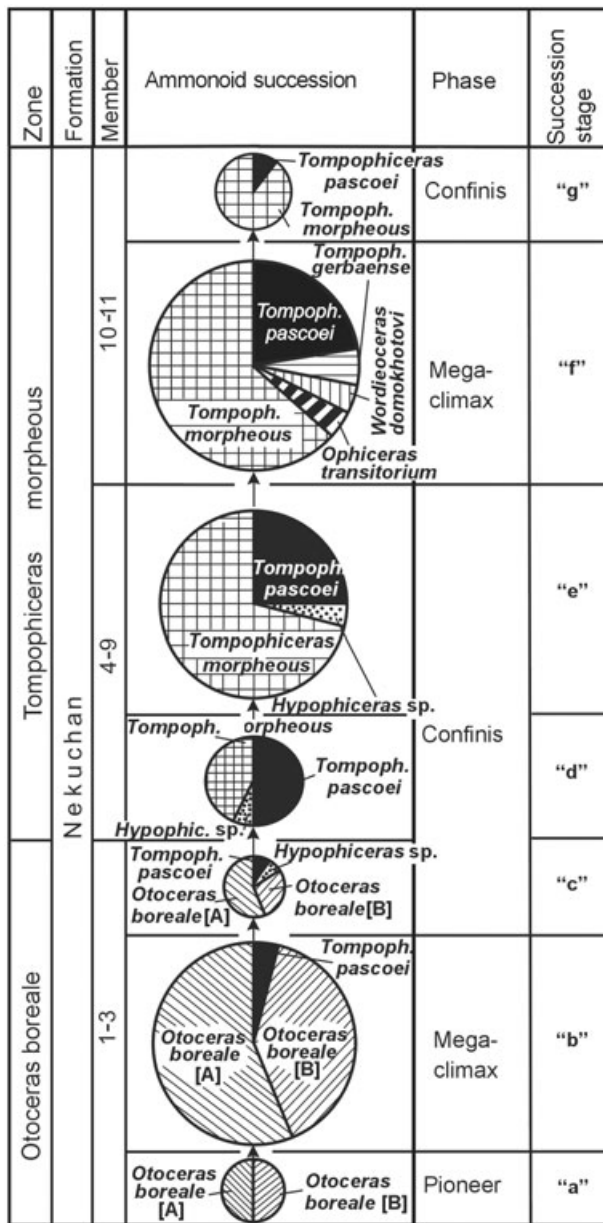 Zone
Formation
Member
Ammonoid succession
Phase
Succession
stage
Tompophiceras morpheous
Otoceras boreale
Nekuchan
10-11
4-9
1-3
Tompophiceras
pascoei
Tompoph.
morpheous
Confinis
“g”
Tompoph.
gerbaense
Tompoph.
pascoei
Wordieoceras
domokhotovi
Tompoph.
morpheous
Ophiceras
transitorium
Mega-
climax
“f”
Tompoph.
pascoei
Tompophiceras
morpheous
Hypophiceras sp.
“e”
Confinis
Tompoph.
orpheous
Tompoph.
pascoei
Hypophic. sp.
“d”
Tompoph.
pascoei
Hypophiceras sp.
Otoceras
boreale [A]
Otoceras
boreale[B]
“c”
Tompoph.
pascoei
Otoceras
boreale
[A]
Otoceras
boreale
[B]
Mega-
climax
“b”
Otoceras
boreale
[A]
Otoceras
boreale [B]
Pioneer
“a”